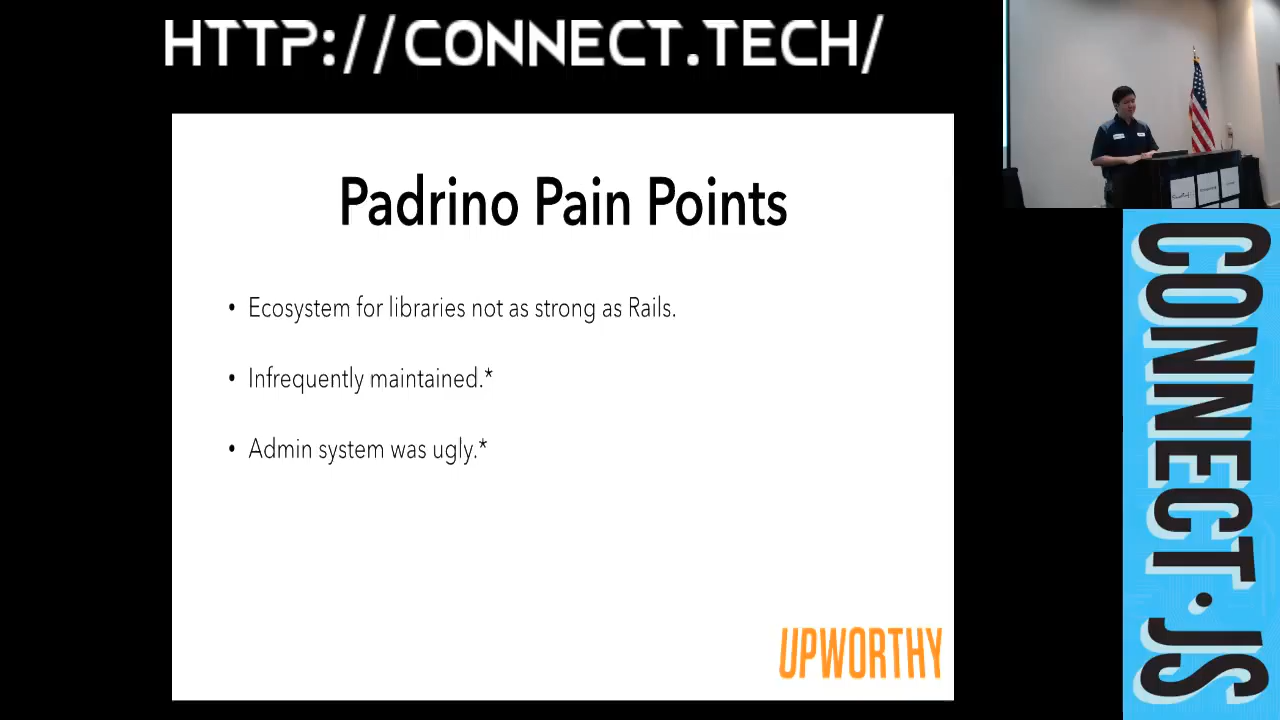 HTTP://CONNECT.TECH/
Padrino Pain Points
• Ecosystem for libraries not as strong as Rails.
• Infrequently maintained.*
• Admin system was ugly.*
UPWORTHY
CONNECT.JS